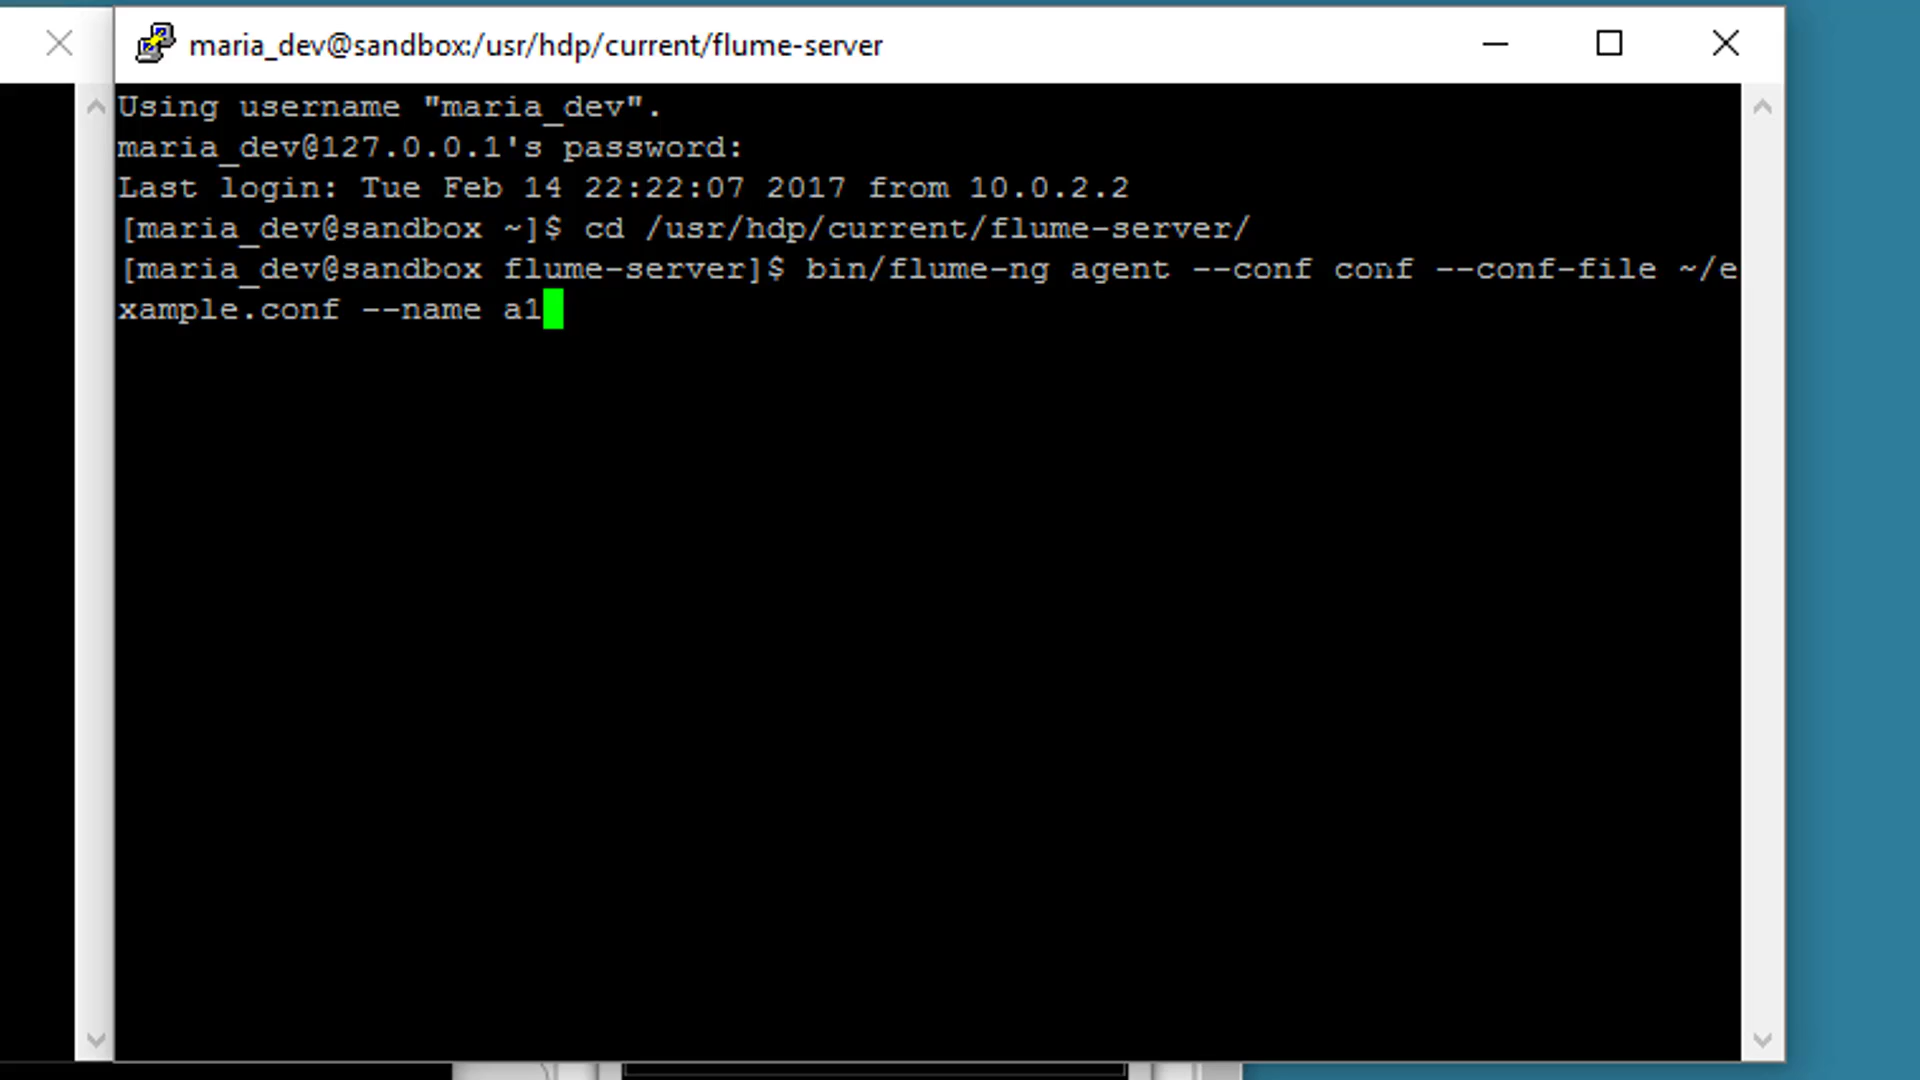 maria_dev@sandbox:/usr/hdp/current/flume-server
Using username "maria_dev".
maria_dev@127.0.0.1's password:
Last login: Tue Feb 14 22:22:07 2017 from 10.0.2.2
[maria_dev@sandbox ~]$ cd /usr/hdp/current/flume-server/
[maria_dev@sandbox flume-server]$ bin/flume-ng agent --conf conf --conf-file ~/e
xample.conf --name a1